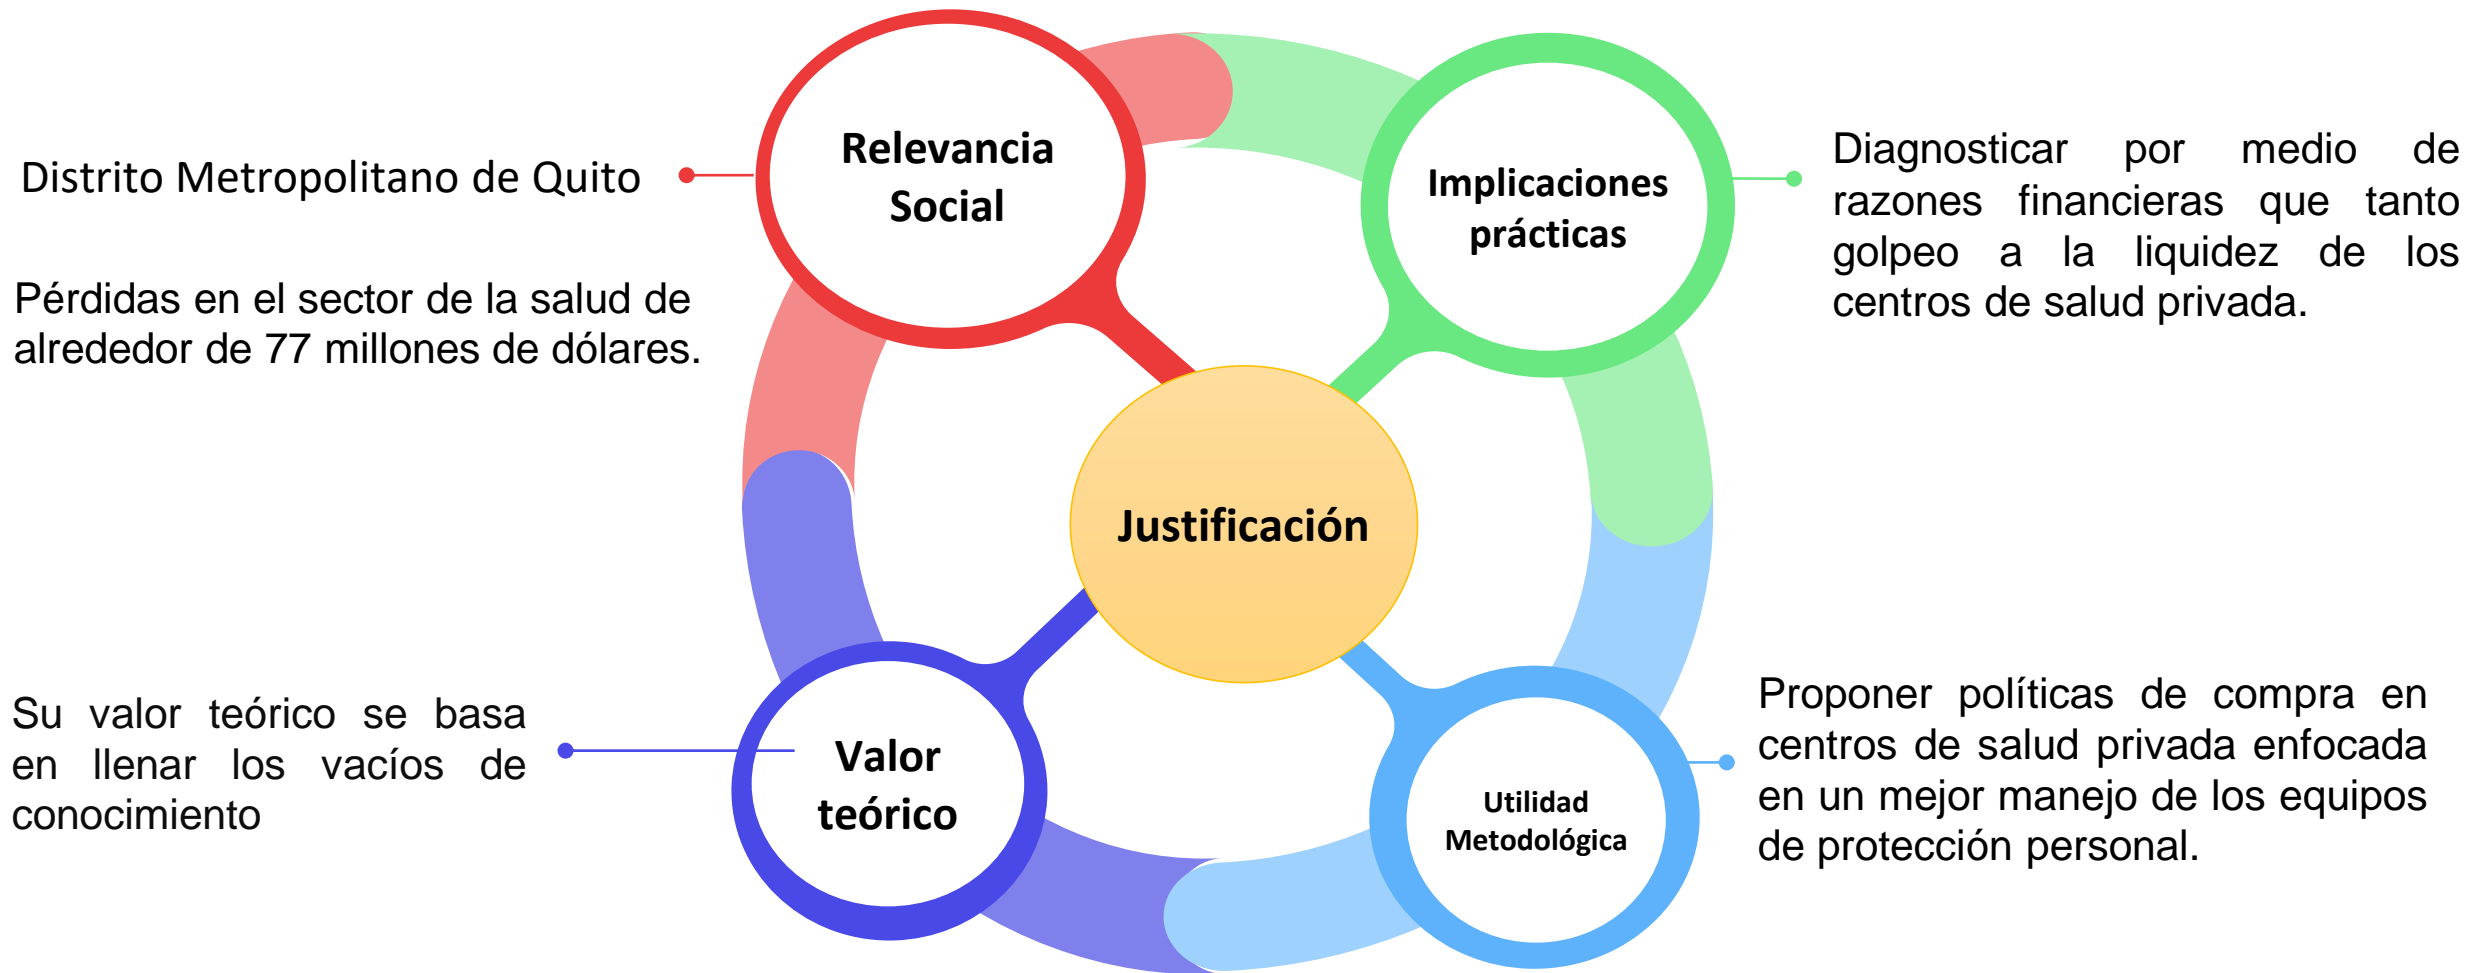 Distrito Metropolitano de Quito
Pérdidas en el sector de la salud de
alrededor de 77 millones de dólares.
Relevancia
Social
Implicaciones
prácticas
Diagnosticar por medio de
razones financieras que tanto
golpeo a la liquidez de los
centros de salud privada.
Justificación
Su valor teórico se basa
en llenar los vacíos de
conocimiento
Valor
teórico
Utilidad
Metodológica
Proponer políticas de compra en
centros de salud privada enfocada
en un mejor manejo de los equipos
de protección personal.